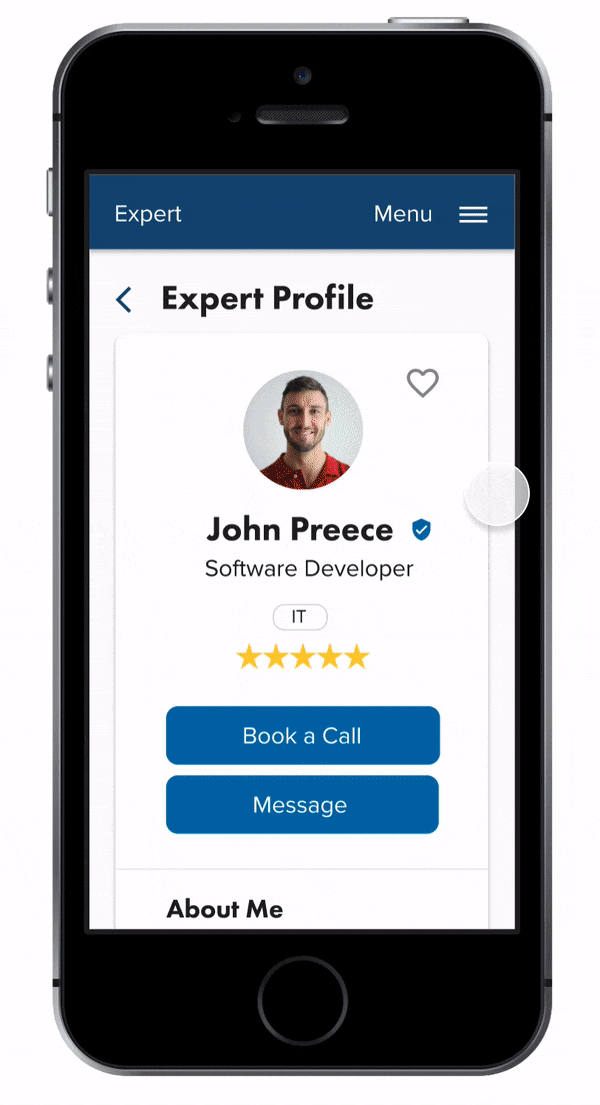 Expert Menu
Expert Profile
John Preece
Software Developer
IT
Book a Call
Message
About Me